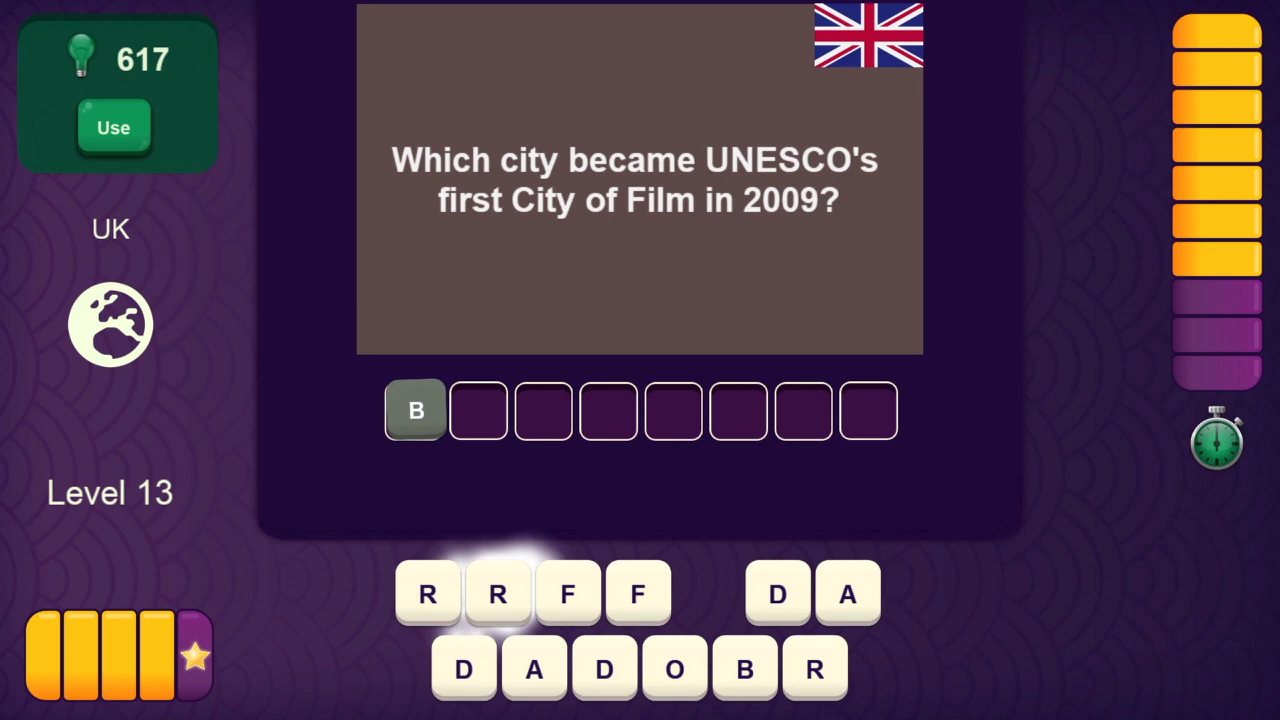 617
Use
UK
Level 13
Which city became UNESCO's
first City of Film in 2009?
B
R R F F D A
D A D O B R